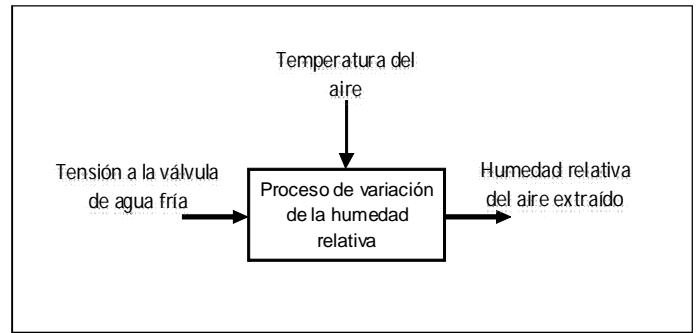 Temperatura del
aire
Tensión a la válvula
de agua fría
Proceso de variación
de la humedad
relativa
Humedad relativa
del aire extraído